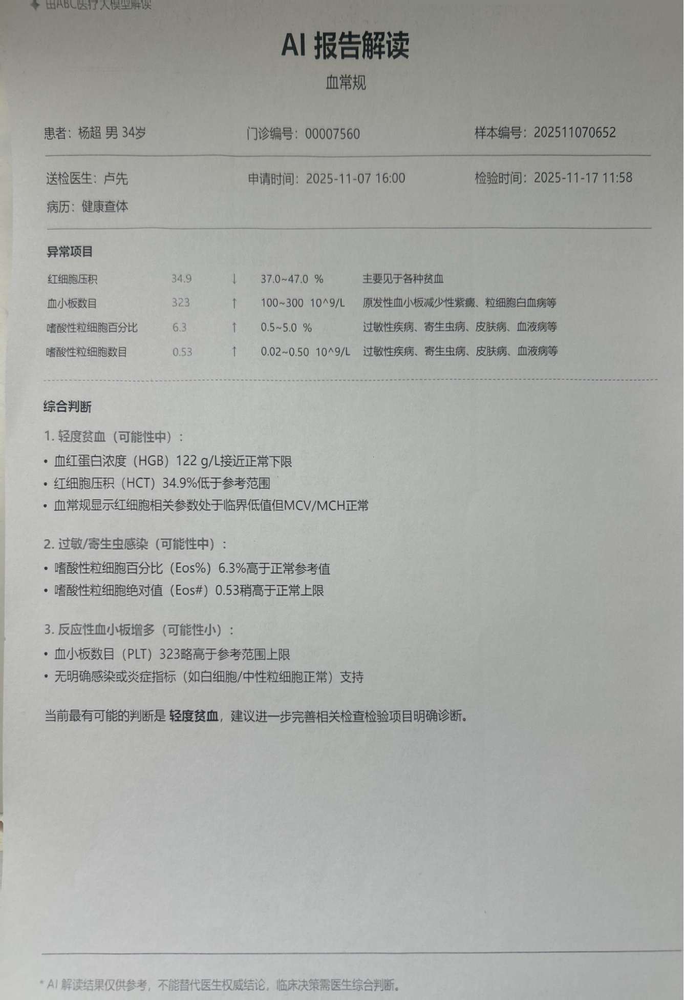 由ABC医疗大模型解读
AI 报告解读
血常规
患者：杨超 男 34岁 门诊编号：00007560 样本编号：202511070652
送检医生：卢先 申请时间：2025-11-07 16:00 检验时间：2025-11-17 11:58
病历：健康查体
异常项目
红细胞压积 34.9 ↓ 37.0~47.0 % 主要见于各种贫血
血小板数目 323 ↑ 100~300 10^9/L 原发性血小板减少性紫癜、粒细胞白血病等
嗜酸性粒细胞百分比 6.3 ↑ 0.5~5.0 % 过敏性疾病、寄生虫病、皮肤病、血液病等
嗜酸性粒细胞数目 0.53 ↑ 0.02~0.50 10^9/L 过敏性疾病、寄生虫病、皮肤病、血液病等
综合判断
1. 轻度贫血（可能性中）：
• 血红蛋白浓度（HGB）122 g/L接近正常下限
• 红细胞压积（HCT）34.9%低于参考范围
• 血常规显示红细胞相关参数处于临界低值但MCV/MCH正常
2. 过敏/寄生虫感染（可能性中）：
• 嗜酸性粒细胞百分比（Eos%）6.3%高于正常参考值
• 嗜酸性粒细胞绝对值（Eos#）0.53稍高于正常上限
3. 反应性血小板增多（可能性小）：
• 血小板数目（PLT）323略高于参考范围上限
• 无明确感染或炎症指标（如白细胞/中性粒细胞正常）支持
当前最有可能的判断是 轻度贫血，建议进一步完善相关检查检验项目明确诊断。
* AI 解读结果仅供参考，不能替代医生权威结论，临床决策需医生综合判断。